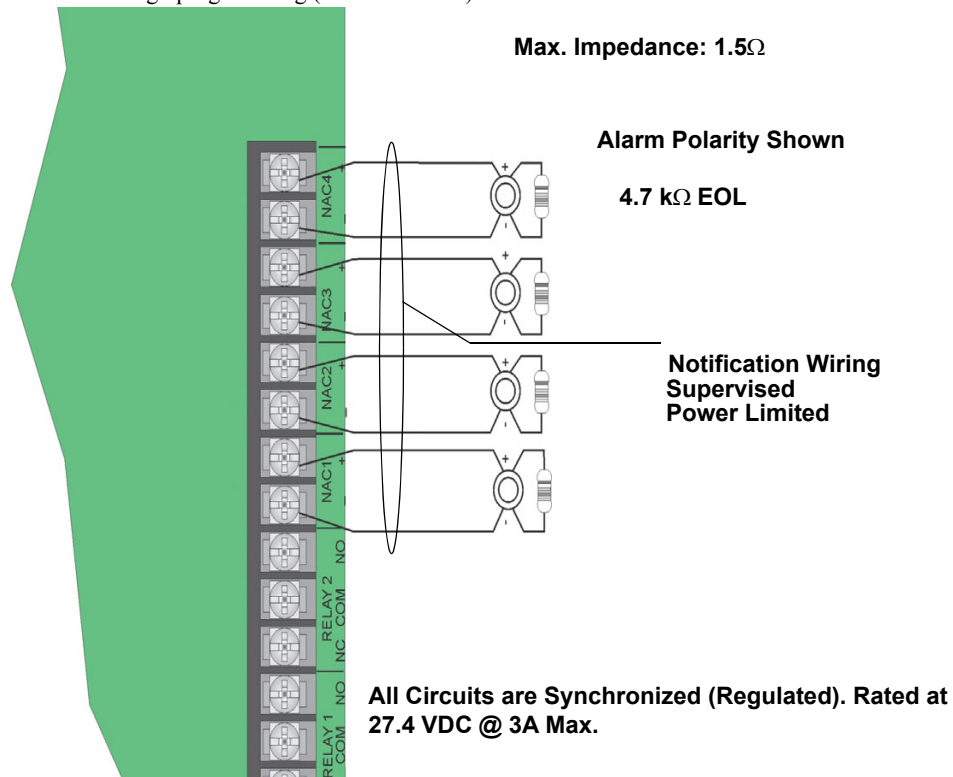 Max. Impedance: 1.5Ω
Alarm Polarity Shown
4.7 kΩ EOL
Notification Wiring
Supervised
Power Limited
NAC4
+
-
+
-
NAC3
+
-
+
-
NAC2
+
-
+
-
NAC1
+
-
+
-
NO
RELAY 2
COM
NC
NO
RELAY 1
COM
All Circuits are Synchronized (Regulated). Rated at
27.4 VDC @ 3A Max.